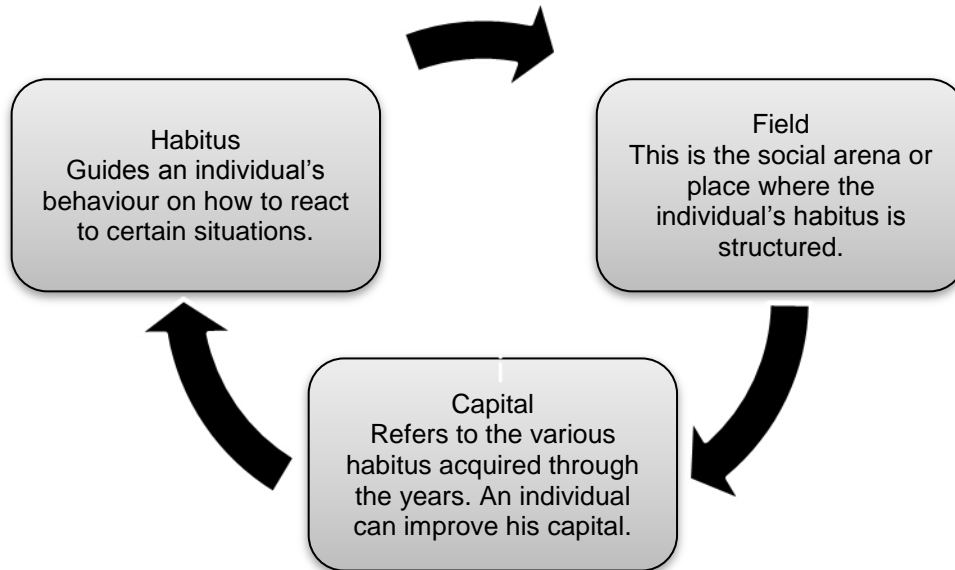 Habitus
Guides an individual’s
behaviour on how to react
to certain situations.
Field
This is the social arena or
place where the
individual’s habitus is
structured.
Capital
Refers to the various
habitus acquired through
the years. An individual
can improve his capital.